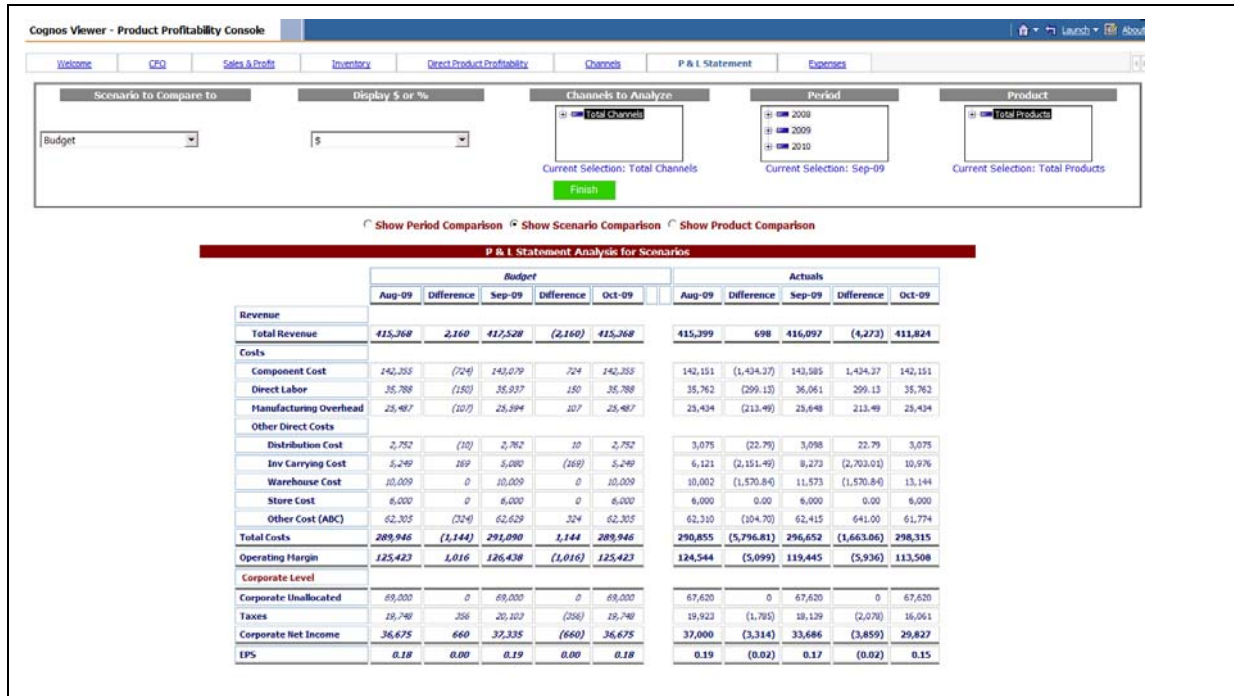 Cognos Viewer - Product Profitability Console Launch About
Welcome CFO Sales & Profit Inventory Direct Product Profitability Channels P & L Statement Expenses
Scenario to Compare to Display $ or % Channels to Analyze Period Product
Total Channels 2008 Total Products
2009
Budget $
2010
Current Selection: Total Channels Current Selection: Sep-09 Current Selection: Total Products
Finish
Show Period Comparison Show Scenario Comparison Show Product Comparison
P & L Statement Analysis for Scenarios
Budget Actuals
Aug-09 Difference Sep-09 Difference Oct-09 Aug-09 Difference Sep-09 Difference Oct-09
Revenue
Total Revenue 415,368 2,160 417,528 (2,160) 415,368 415,399 698 416,097 (4,273) 411,824
Costs
Component Cost 142,355 (724) 143,079 724 142,355 142,151 (1,434.37) 143,585 1,434.37 142,151
Direct Labor 35,788 (150) 35,937 150 35,788 35,762 (299.13) 36,061 299.13 35,762
Manufacturing Overhead 25,487 (107) 25,594 107 25,487 25,434 (213.49) 25,648 213.49 25,434
Other Direct Costs
Distribution Cost 2,752 (10) 2,762 10 2,752 3,075 (22.79) 3,098 22.79 3,075
Inv Carrying Cost 5,249 169 5,080 (169) 5,249 6,121 (2,151.49) 8,273 (2,703.01) 10,976
Warehouse Cost 10,009 0 10,009 0 10,009 10,002 (1,570.84) 11,573 (1,570.84) 13,144
Store Cost 6,000 0 6,000 0 6,000 6,000 0.00 6,000 0.00 6,000
Other Cost (ABC) 62,305 (324) 62,629 324 62,305 62,310 (104.70) 62,415 641.00 61,774
Total Costs 289,946 (1,144) 291,090 1,144 289,946 290,855 (5,796.81) 296,652 (1,663.06) 298,315
Operating Margin 125,423 1,016 126,438 (1,016) 125,423 124,544 (5,099) 119,445 (5,936) 113,508
Corporate Level
Corporate Unallocated 69,000 0 69,000 0 69,000 67,620 0 67,620 0 67,620
Taxes 19,748 356 20,103 (356) 19,748 19,923 (1,785) 18,139 (2,078) 16,061
Corporate Net Income 36,675 660 37,335 (660) 36,675 37,000 (3,314) 33,686 (3,859) 29,827
EPS 0.18 0.00 0.19 0.00 0.18 0.19 (0.02) 0.17 (0.02) 0.15